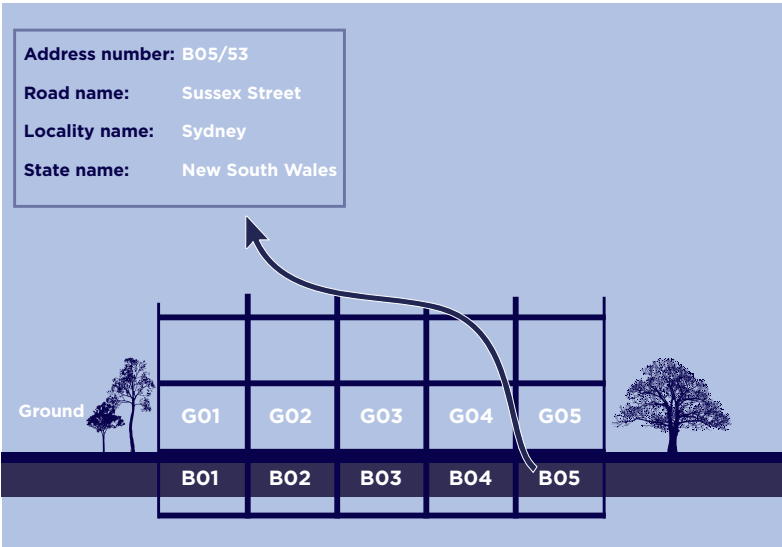 Address number: B05/53
Road name: Sussex Street
Locality name: Sydney
State name: New South Wales
Ground G01 G02 G03 G04 G05
B01 B02 B03 B04 B05